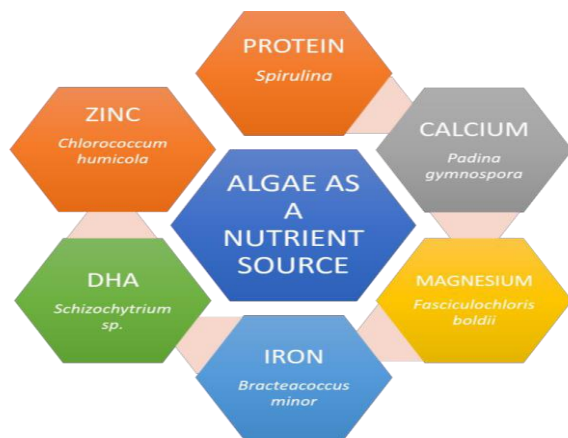 PROTEIN
Spirulina
ZINC
Chlorococcum
humicola
CALCIUM
Padina
gymnospora
ALGAE AS
A
NUTRIENT
SOURCE
DHA
Schizochytrium
sp.
MAGNESIUM
Fasciculochloris
boldii
IRON
Bracteacoccus
minor